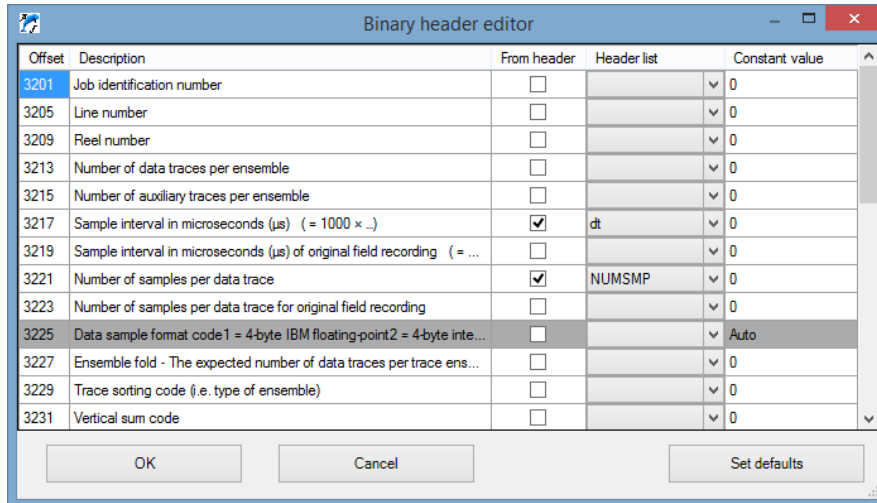 Binary header editor
Offset Description From header Header list Constant value
3201 Job identification number 0
3205 Line number 0
3209 Reel number 0
3213 Number of data traces per ensemble 0
3215 Number of auxiliary traces per ensemble 0
3217 Sample interval in microseconds (µs) ( = 1000 × ...) dt 0
3219 Sample interval in microseconds (µs) of original field recording ( = ... 0
3221 Number of samples per data trace NUMSMP 0
3223 Number of samples per data trace for original field recording 0
3225 Data sample format code1 = 4-byte IBM floating-point2 = 4-byte inte... Auto
3227 Ensemble fold - The expected number of data traces per trace ens... 0
3229 Trace sorting code (i.e. type of ensemble) 0
3231 Vertical sum code 0
OK Cancel Set defaults